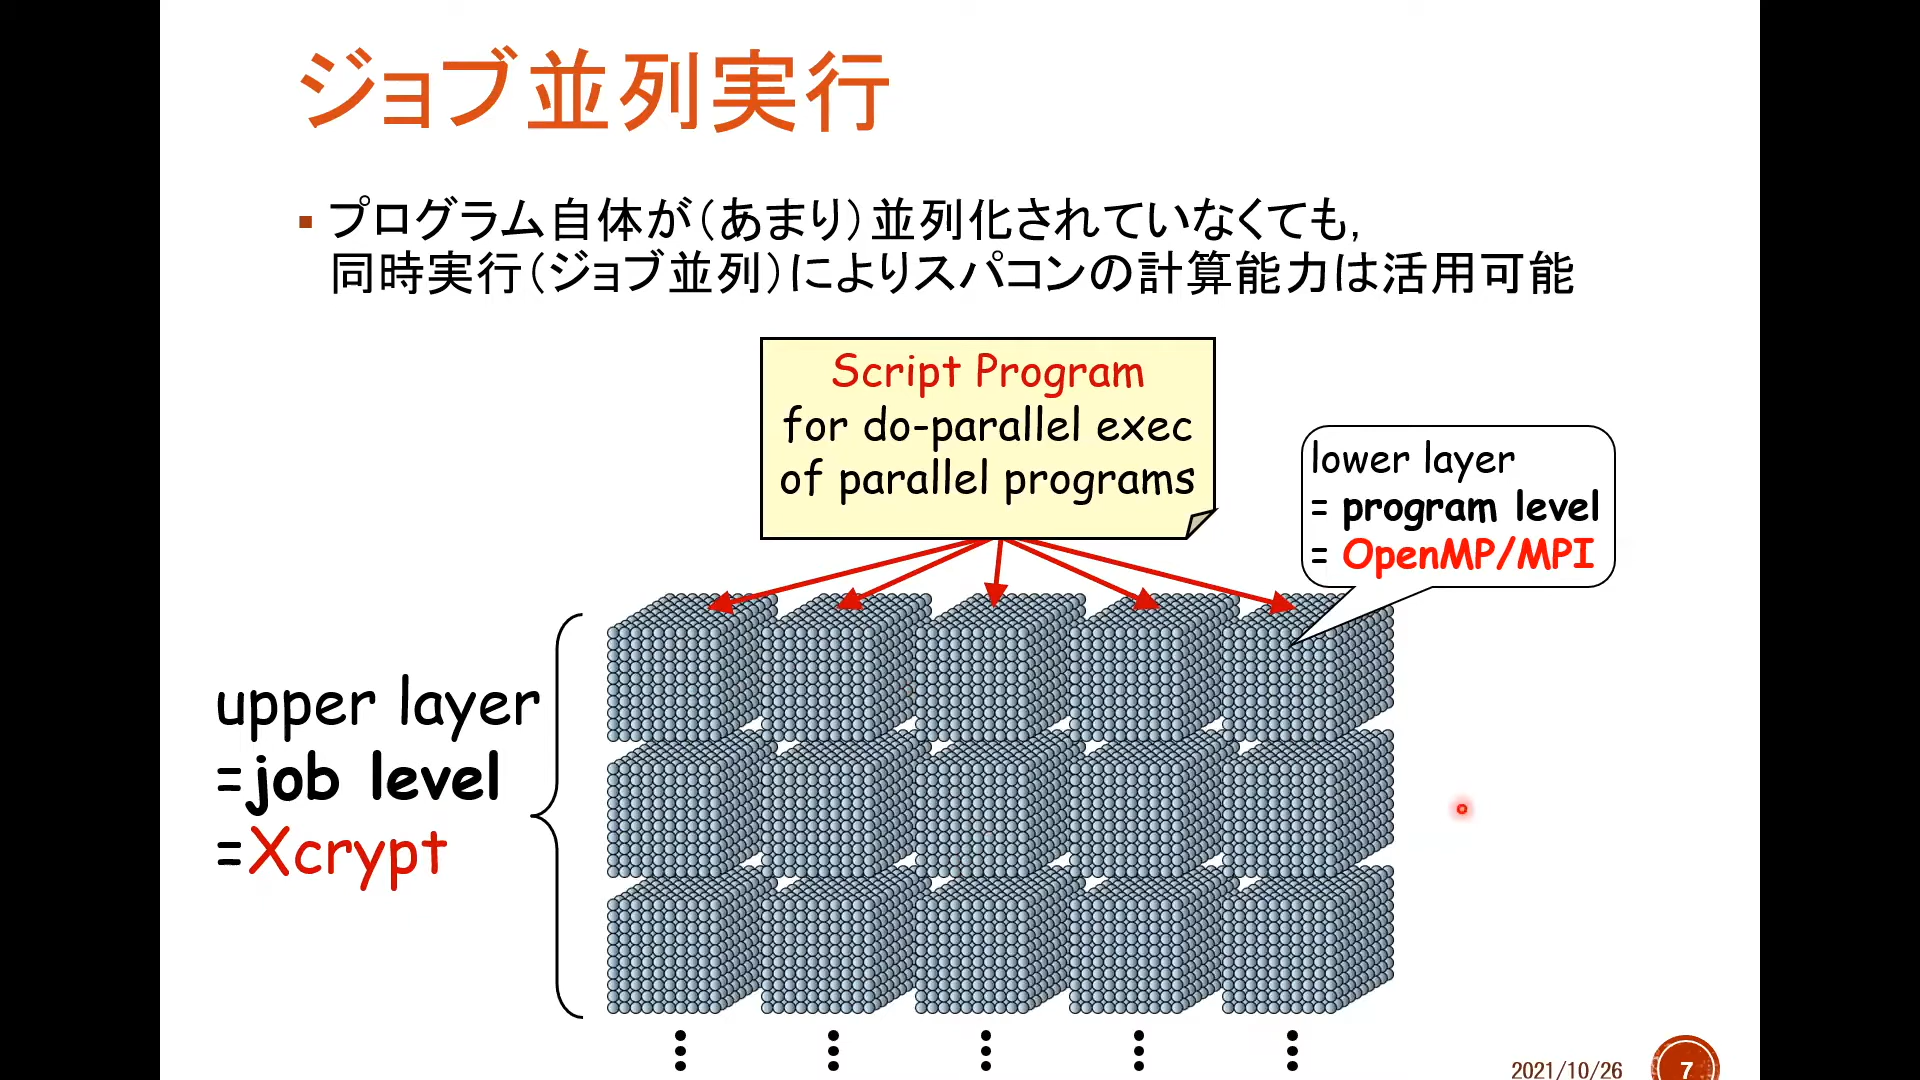 ジョブ並列実行
プログラム自体が（あまり）並列化されていなくても，
同時実行（ジョブ並列）によりスパコンの計算能力は活用可能
Script Program
for do-parallel exec
of parallel programs
lower layer
= program level
= OpenMP/MPI
upper layer
=job level
=Xcrypt
2021/10/26
7